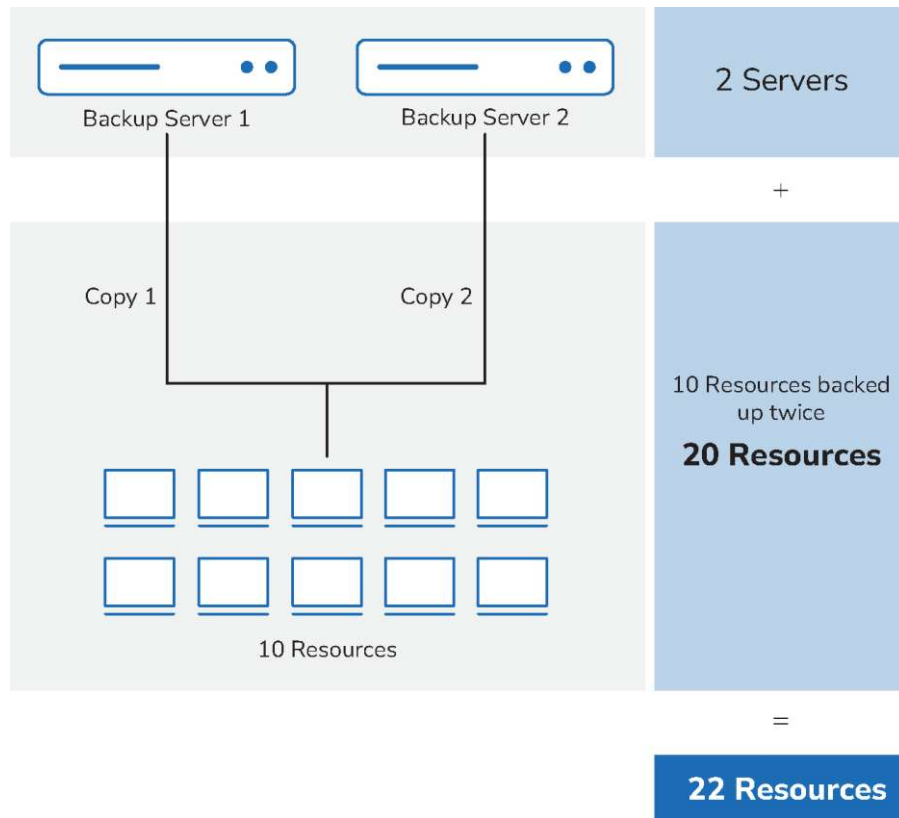 Backup Server 1
Backup Server 2
2 Servers
+
Copy 1
Copy 2
10 Resources backed
up twice
20 Resources
10 Resources
=
22 Resources